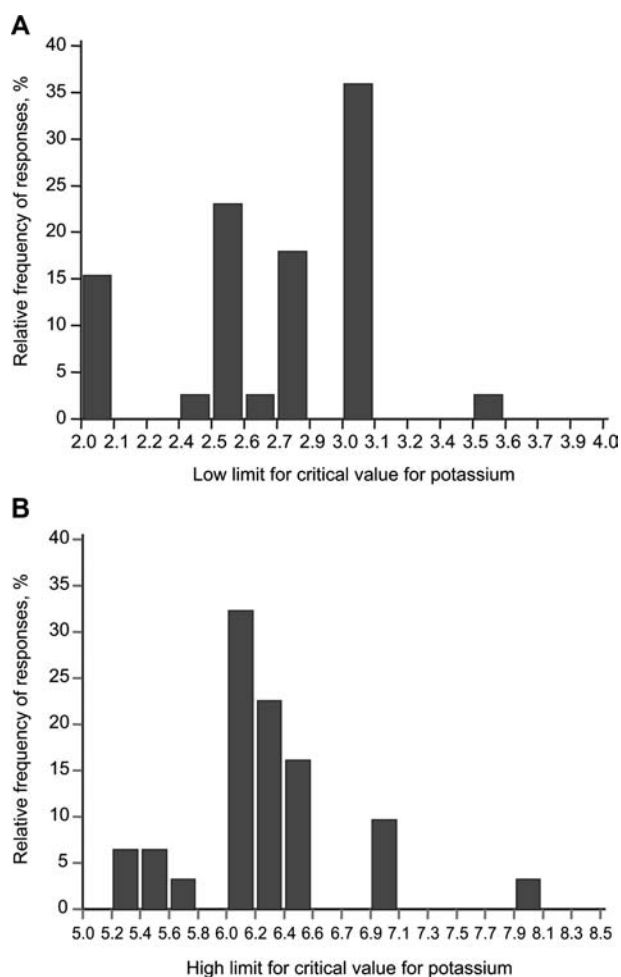 A
Relative frequency of responses, %
40
35
30
25
20
15
10
5
0
2.0 2.1 2.2 2.4 2.5 2.6 2.7 2.9 3.0 3.1 3.2 3.4 3.5 3.6 3.7 3.9 4.0
Low limit for critical value for potassium
B
Relative frequency of responses, %
40
35
30
25
20
15
10
5
0
5.0 5.2 5.4 5.6 5.8 6.0 6.2 6.4 6.6 6.7 6.9 7.1 7.3 7.5 7.7 7.9 8.1 8.3 8.5
High limit for critical value for potassium